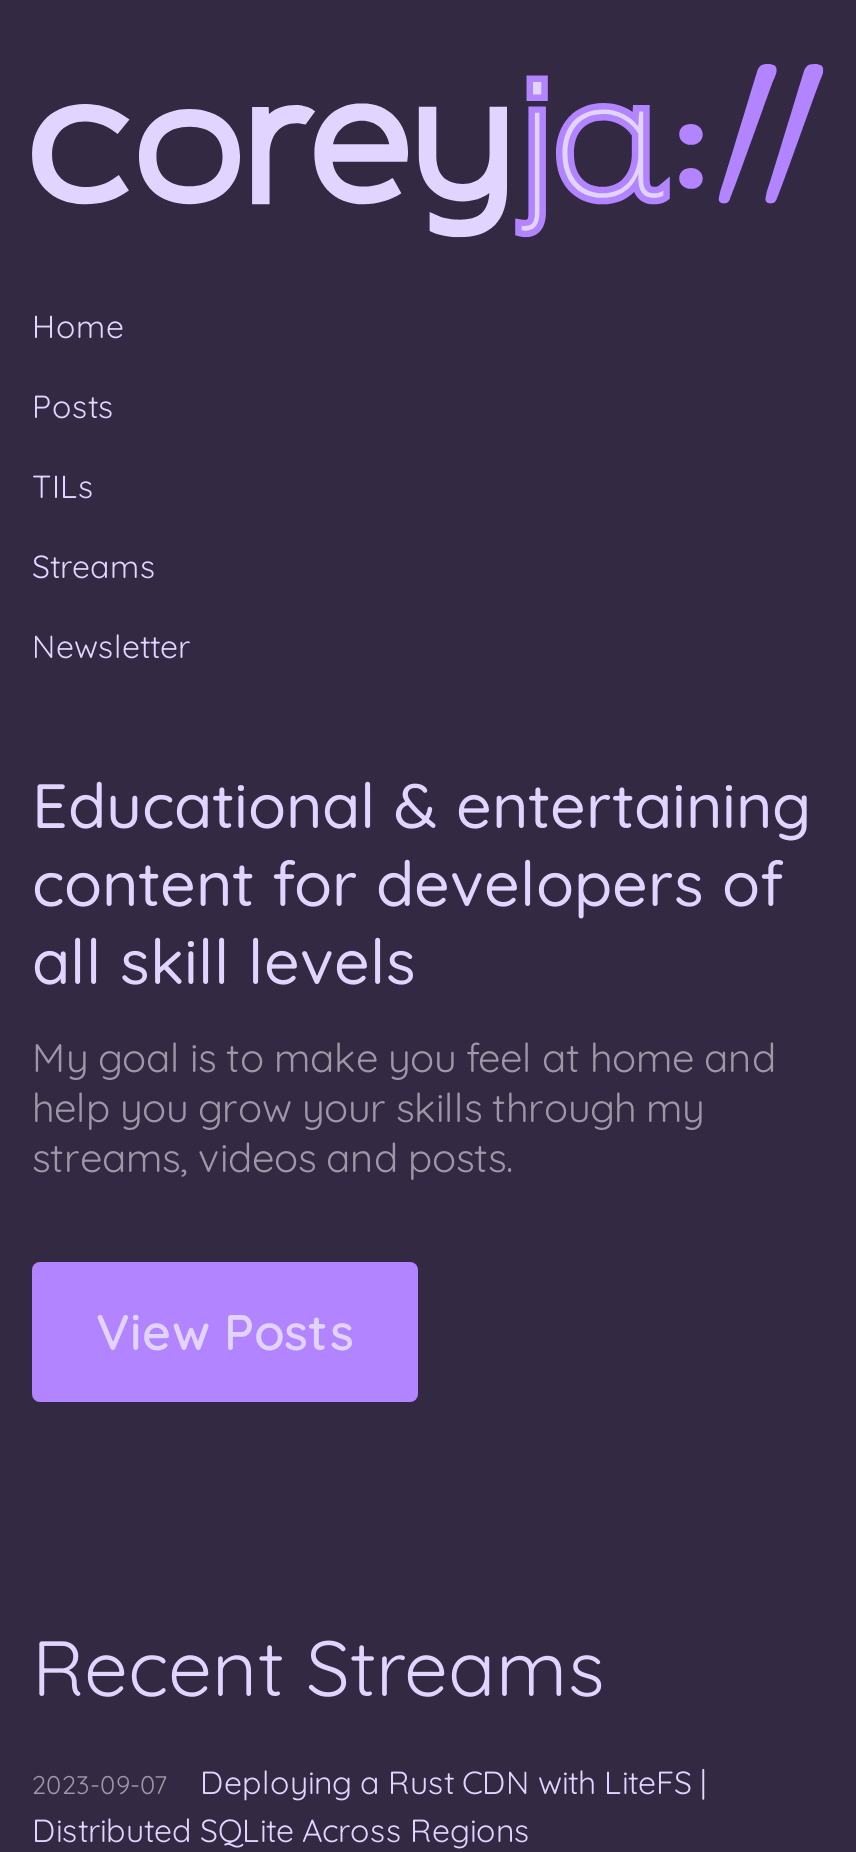 coreyja://
Home
Posts
TILs
Streams
Newsletter
Educational & entertaining
content for developers of
all skill levels
My goal is to make you feel at home and
help you grow your skills through my
streams, videos and posts.
View Posts
Recent Streams
2023-09-07 Deploying a Rust CDN with LiteFS |
Distributed SQLite Across Regions